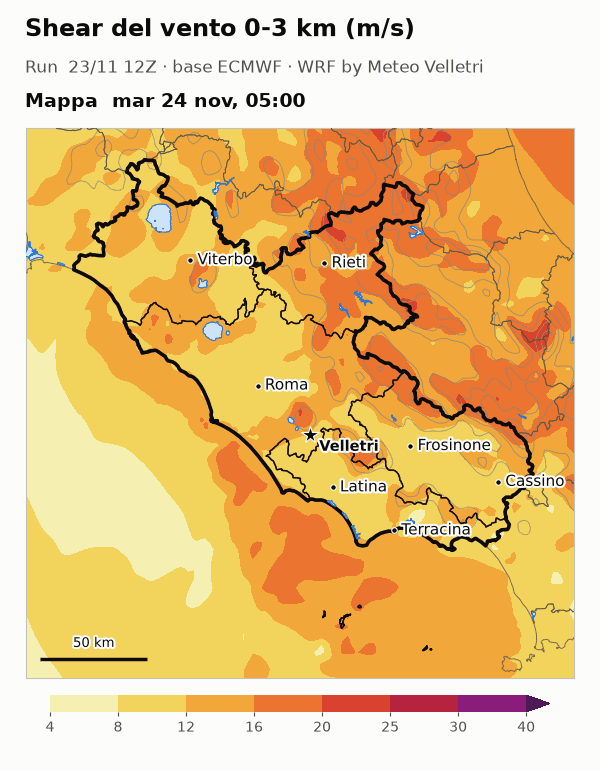 Shear del vento 0-3 km (m/s)
Run  23/11 12Z · base ECMWF · WRF by Meteo Velletri
Mappa  mar 24 nov, 05:00
Viterbo
Rieti
Roma
Velletri
Frosinone
Cassino
Latina
Terracina
50 km
4 8 12 16 20 25 30 40